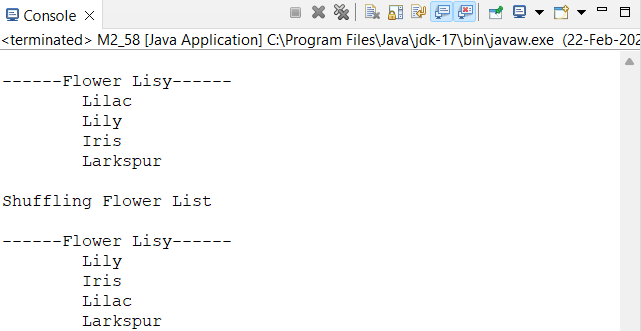 Console
<terminated> M2_58 [Java Application] C:\Program Files\Java\jdk-17\bin\javaw.exe (22-Feb-202
------Flower Lisy------
Lilac
Lily
Iris
Larkspur
Shuffling Flower List
------Flower Lisy------
Lily
Iris
Lilac
Larkspur